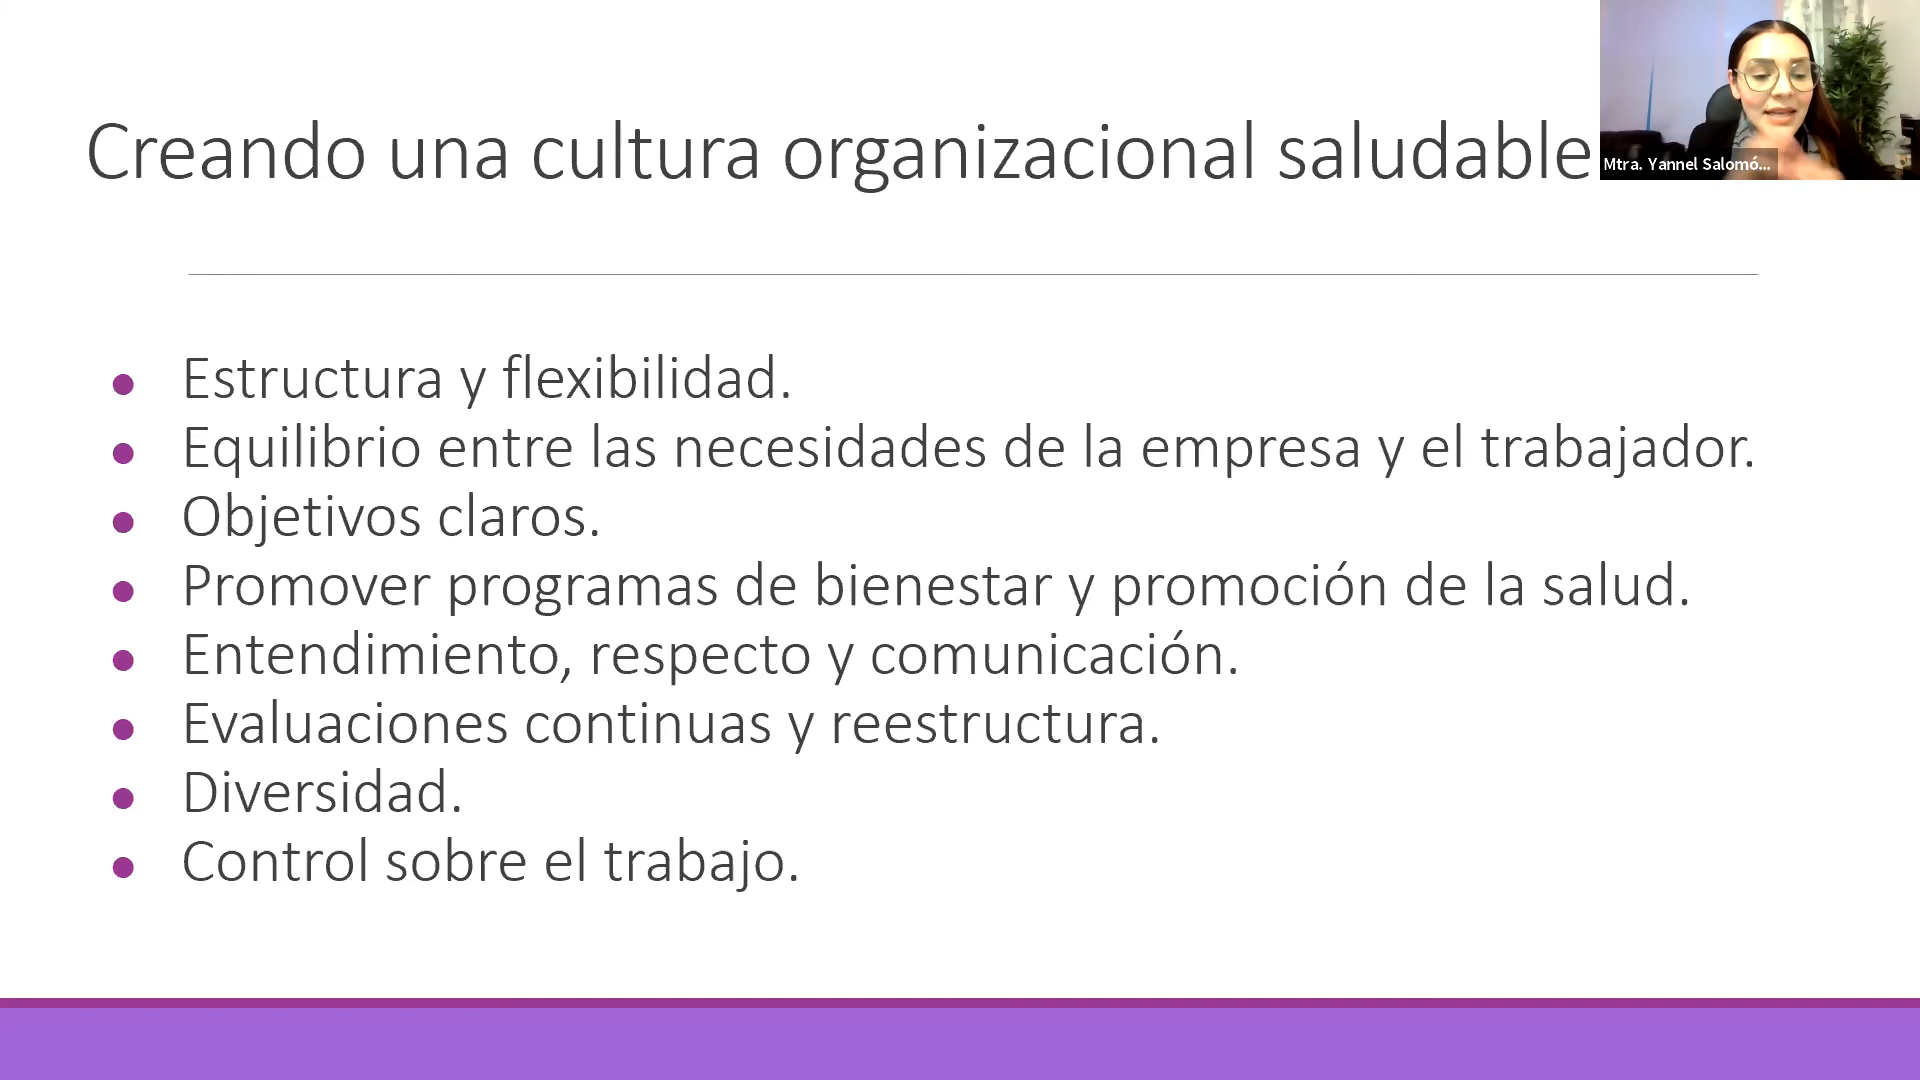 Creando una cultura organizacional saludable
Mtra. Yannel Salomó...
Estructura y flexibilidad.
Equilibrio entre las necesidades de la empresa y el trabajador.
Objetivos claros.
Promover programas de bienestar y promoción de la salud.
Entendimiento, respecto y comunicación.
Evaluaciones continuas y reestructura.
Diversidad.
Control sobre el trabajo.